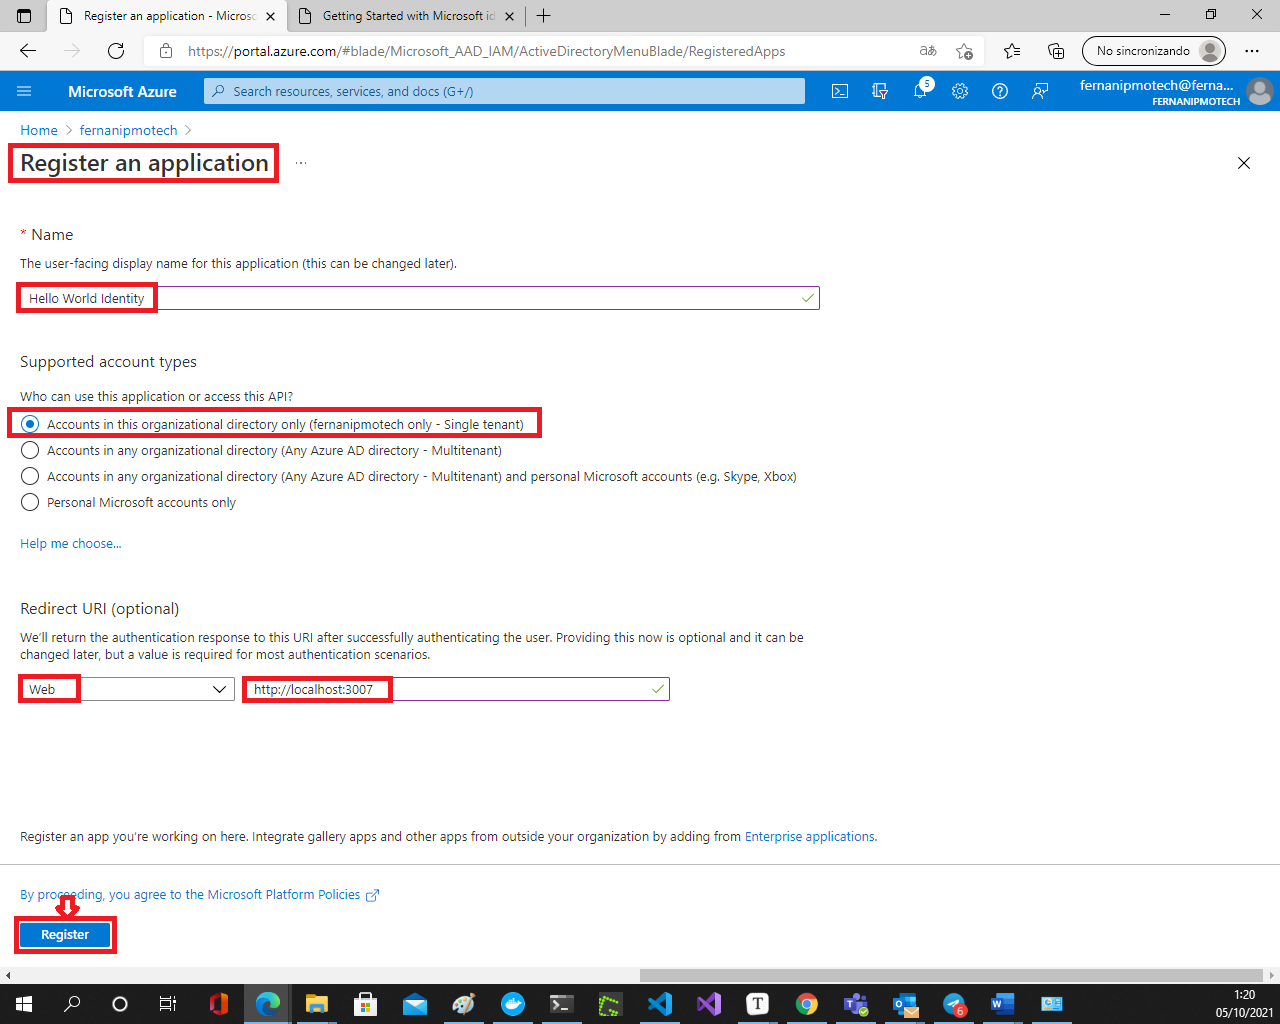 Register an application - Microso
Getting Started with Microsoft id
https://portal.azure.com/#blade/Microsoft_AAD_IAM/ActiveDirectoryMenuBlade/RegisteredApps
aあ
No sincronizando
Microsoft Azure
Search resources, services, and docs (G+/)
5
fernanipmotech@ferna...
FERNANIPMOTECH
Home > fernanipmotech >
Register an application ...
* Name
The user-facing display name for this application (this can be changed later).
Hello World Identity
Supported account types
Who can use this application or access this API?
Accounts in this organizational directory only (fernanipmotech only - Single tenant)
Accounts in any organizational directory (Any Azure AD directory - Multitenant)
Accounts in any organizational directory (Any Azure AD directory - Multitenant) and personal Microsoft accounts (e.g. Skype, Xbox)
Personal Microsoft accounts only
Help me choose...
Redirect URI (optional)
We'll return the authentication response to this URI after successfully authenticating the user. Providing this now is optional and it can be
changed later, but a value is required for most authentication scenarios.
Web
http://localhost:3007
Register an app you're working on here. Integrate gallery apps and other apps from outside your organization by adding from Enterprise applications.
By proceeding, you agree to the Microsoft Platform Policies
Register
T
6
1:20
05/10/2021